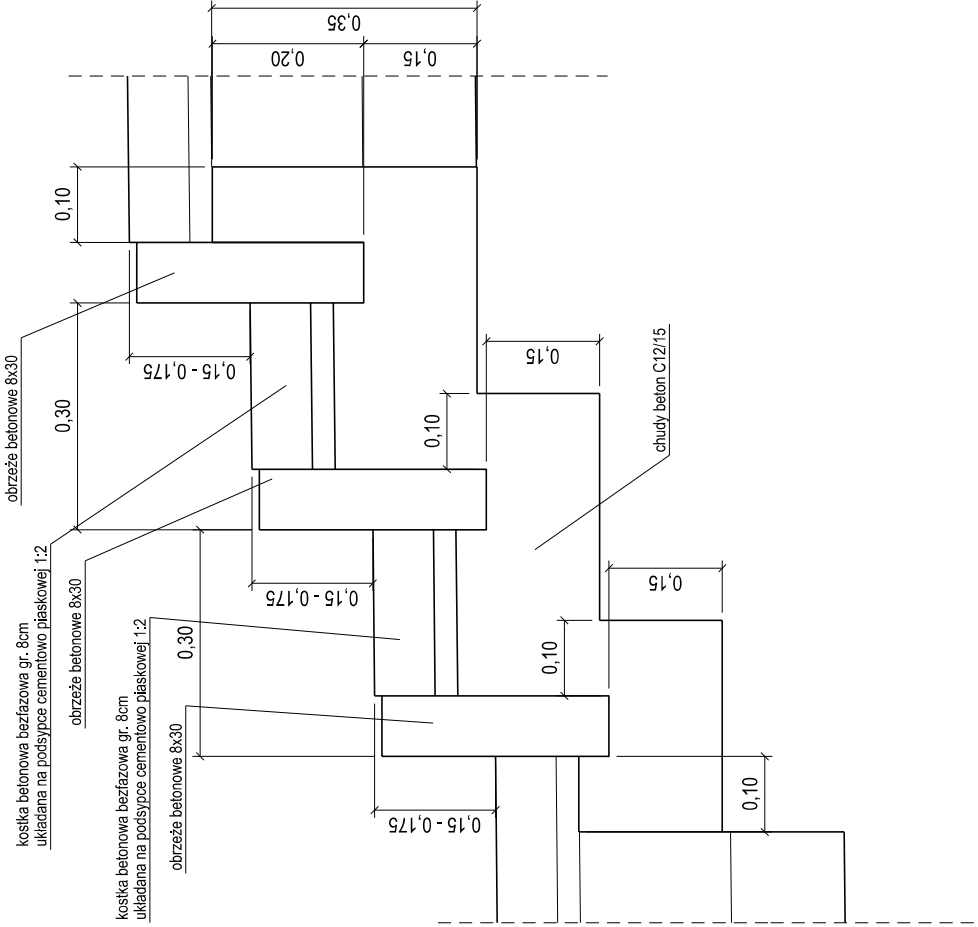 0,35
0,20
0,15
0,10
obrzeże betonowe 8x30
0,15 - 0,175
0,30
0,15
chudy beton C12/15
0,10
kostka betonowa bezfazowa gr. 8cm
układana na podsypce cementowo piaskowej 1:2
obrzeże betonowe 8x30
0,15 - 0,175
0,30
0,15
0,10
kostka betonowa bezfazowa gr. 8cm
układana na podsypce cementowo piaskowej 1:2
obrzeże betonowe 8x30
0,15 - 0,175
0,10